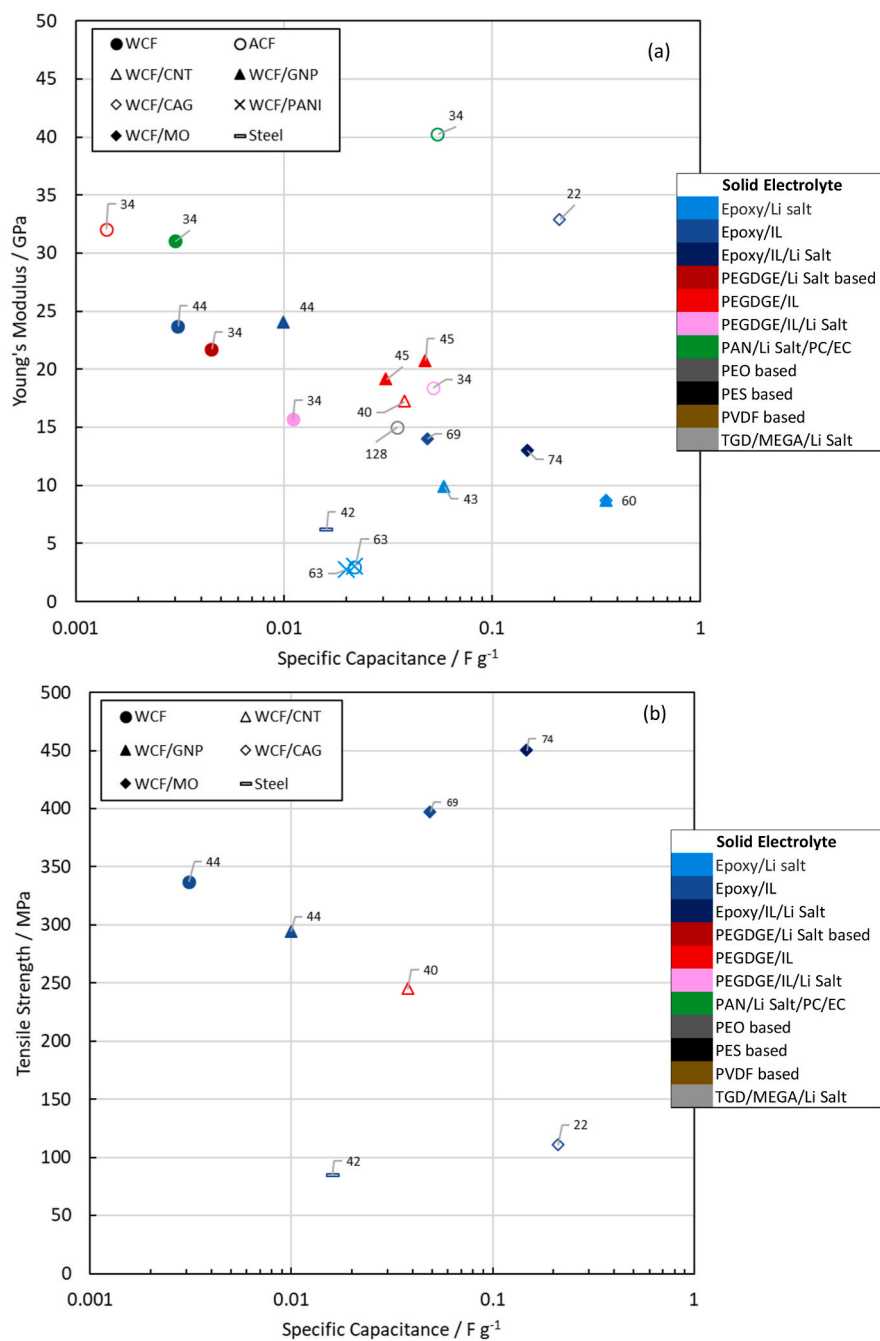 (a)
WCF ACF
WCF/CNT WCF/GNP
WCF/CAG WCF/PANI
WCF/MO Steel
Young's Modulus / GPa
50
45
40
35
30
25
20
15
10
5
0
34
22
34
34
44
44
34
45
45
34
34
40
128
69
74
43
60
42
63
63
0.001 0.01 0.1 1
Specific Capacitance / F g⁻¹
Solid Electrolyte
Epoxy/Li salt
Epoxy/IL
Epoxy/IL/Li Salt
PEGDGE/Li Salt based
PEGDGE/IL
PEGDGE/IL/Li Salt
PAN/Li Salt/PC/EC
PEO based
PES based
PVDF based
TGD/MEGA/Li Salt
(b)
WCF WCF/CNT
WCF/GNP WCF/CAG
WCF/MO Steel
Tensile Strength / MPa
500
450
400
350
300
250
200
150
100
50
0
74
69
44
44
40
22
42
0.001 0.01 0.1 1
Specific Capacitance / F g⁻¹
Solid Electrolyte
Epoxy/Li salt
Epoxy/IL
Epoxy/IL/Li Salt
PEGDGE/Li Salt based
PEGDGE/IL
PEGDGE/IL/Li Salt
PAN/Li Salt/PC/EC
PEO based
PES based
PVDF based
TGD/MEGA/Li Salt